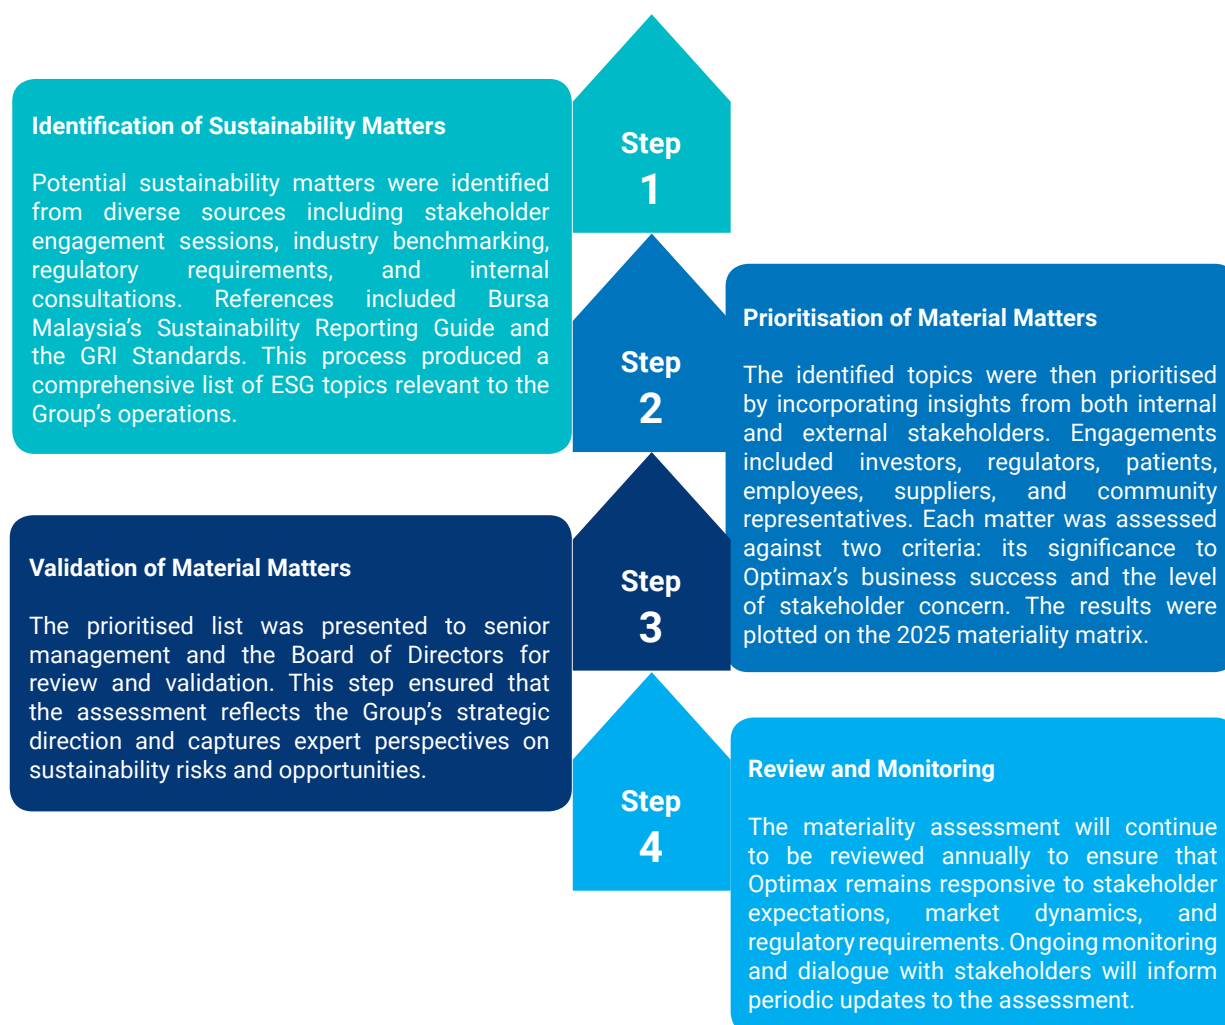 Step
1
Identification of Sustainability Matters
Potential sustainability matters were identified
from diverse sources including stakeholder
engagement sessions, industry benchmarking,
regulatory requirements, and internal
consultations. References included Bursa
Malaysia's Sustainability Reporting Guide and
the GRI Standards. This process produced a
comprehensive list of ESG topics relevant to the
Group's operations.
Step
2
Prioritisation of Material Matters
The identified topics were then prioritised
by incorporating insights from both internal
and external stakeholders. Engagements
included investors, regulators, patients,
employees, suppliers, and community
representatives. Each matter was assessed
against two criteria: its significance to
Optimax's business success and the level
of stakeholder concern. The results were
plotted on the 2025 materiality matrix.
Step
3
Validation of Material Matters
The prioritised list was presented to senior
management and the Board of Directors for
review and validation. This step ensured that
the assessment reflects the Group's strategic
direction and captures expert perspectives on
sustainability risks and opportunities.
Step
4
Review and Monitoring
The materiality assessment will continue
to be reviewed annually to ensure that
Optimax remains responsive to stakeholder
expectations, market dynamics, and
regulatory requirements. Ongoing monitoring
and dialogue with stakeholders will inform
periodic updates to the assessment.